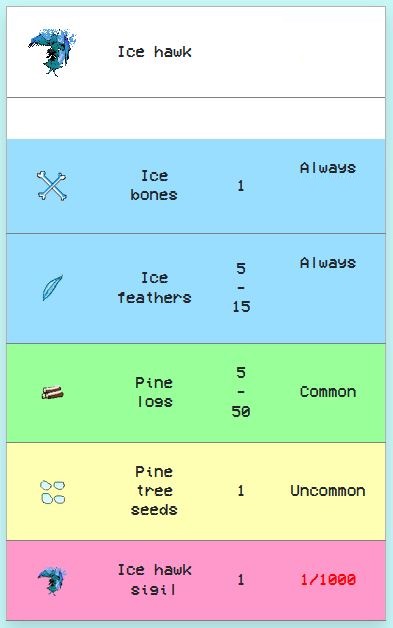 Ice hawk
Ice
bones
1
Always
Ice
feathers
5
-
15
Always
Pine
logs
5
-
50
Common
Pine
tree
seeds
1
Uncommon
Ice hawk
sigil
1
1/1000